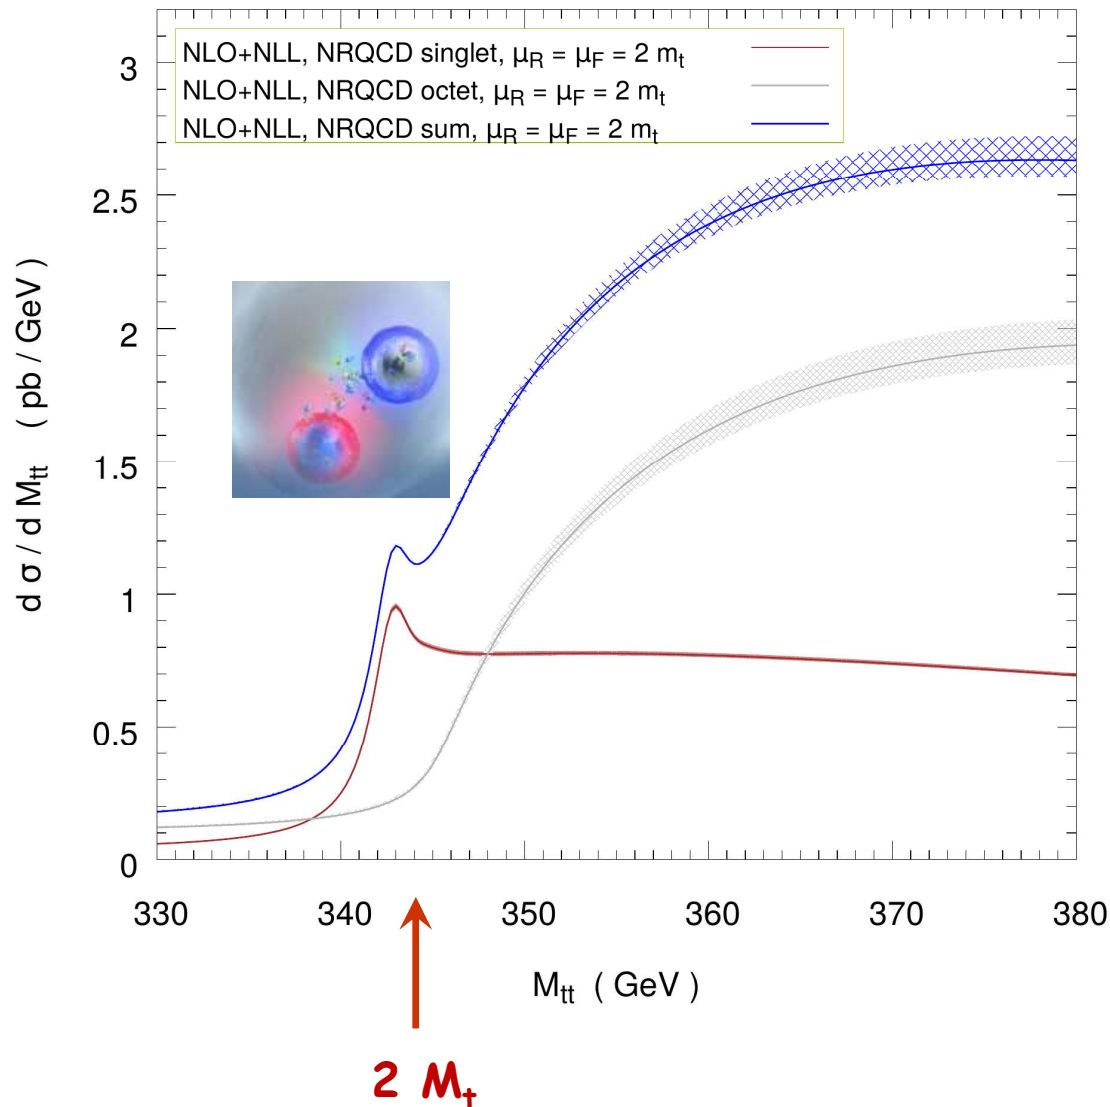 NLO+NLL, NRQCD singlet, μR = μF = 2 mt
NLO+NLL, NRQCD octet, μR = μF = 2 mt
NLO+NLL, NRQCD sum, μR = μF = 2 mt
3
2.5
2
1.5
1
0.5
0
d σ / d Mtt ( pb / GeV )
330 340 350 360 370 380
Mtt ( GeV )
2 Mt